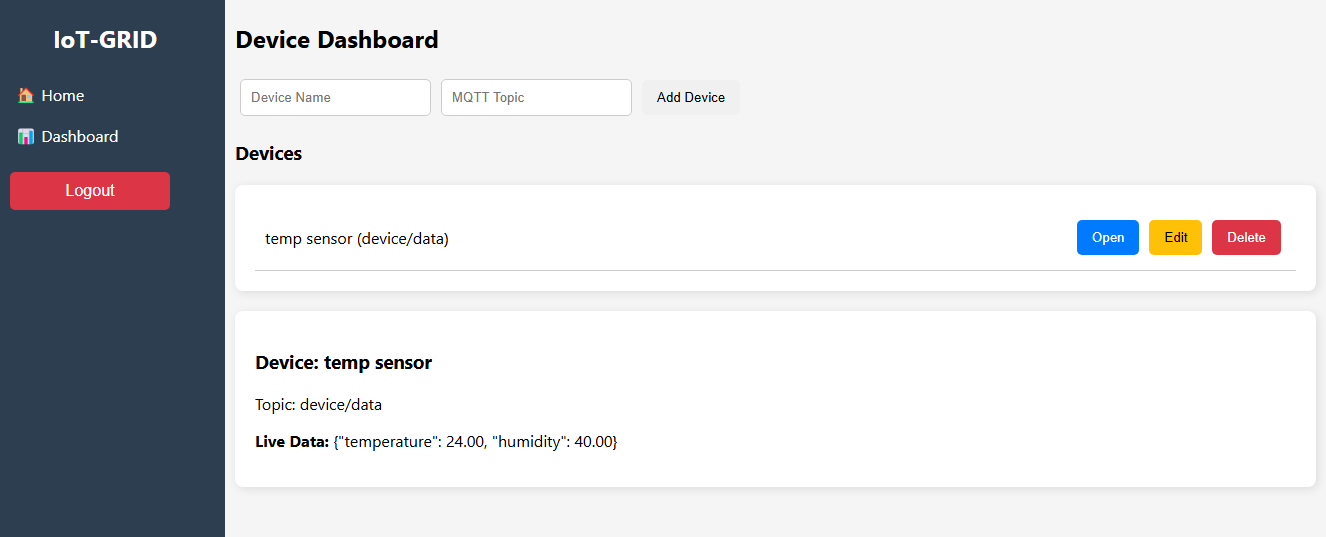 IoT-GRID
Home
Dashboard
Logout
Device Dashboard
Device Name MQTT Topic Add Device
Devices
temp sensor (device/data) Open Edit Delete
Device: temp sensor
Topic: device/data
Live Data: {"temperature": 24.00, "humidity": 40.00}